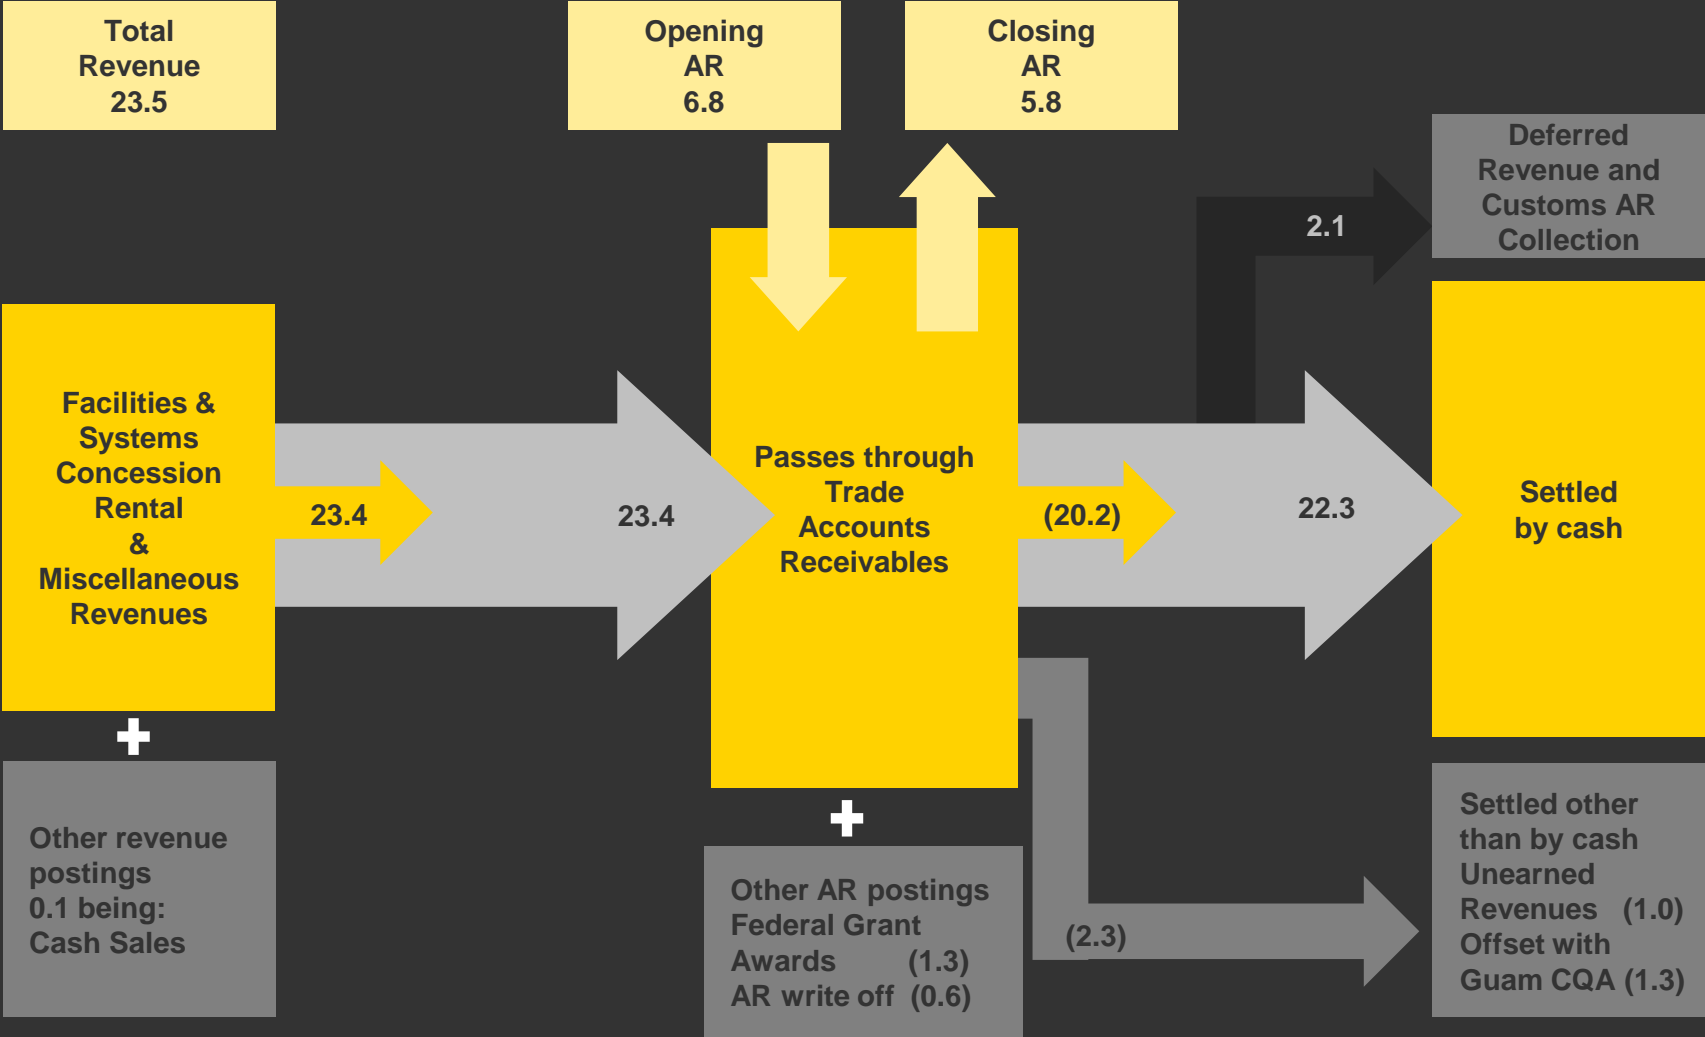 Total
Revenue
23.5
Opening
AR
6.8
Closing
AR
5.8
Deferred
Revenue and
Customs AR
Collection
2.1
Facilities &
Systems
Concession
Rental
&
Miscellaneous
Revenues
23.4
23.4
Passes through
Trade
Accounts
Receivables
(20.2)
22.3
Settled
by cash
Other revenue
postings
0.1 being:
Cash Sales
Other AR postings
Federal Grant
Awards (1.3)
AR write off (0.6)
(2.3)
Settled other
than by cash
Unearned
Revenues (1.0)
Offset with
Guam CQA (1.3)